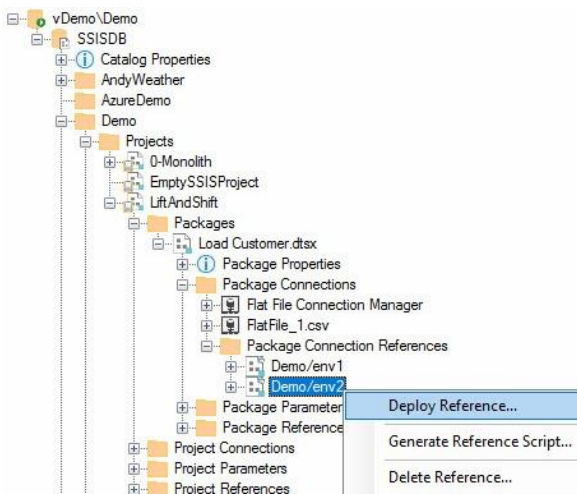 vDemo\Demo
SSISDB
Catalog Properties
AndyWeather
AzureDemo
Demo
Projects
0-Monolith
EmptySSISProject
LiftAndShift
Packages
Load Customer.dtsx
Package Properties
Package Connections
Flat File Connection Manager
FlatFile_1.csv
Package Connection References
Demo/env1
Demo/env2
Package Parameter
Deploy Reference...
Package Reference
Generate Reference Script...
Project Connections
Project Parameters
Delete Reference...
Project References